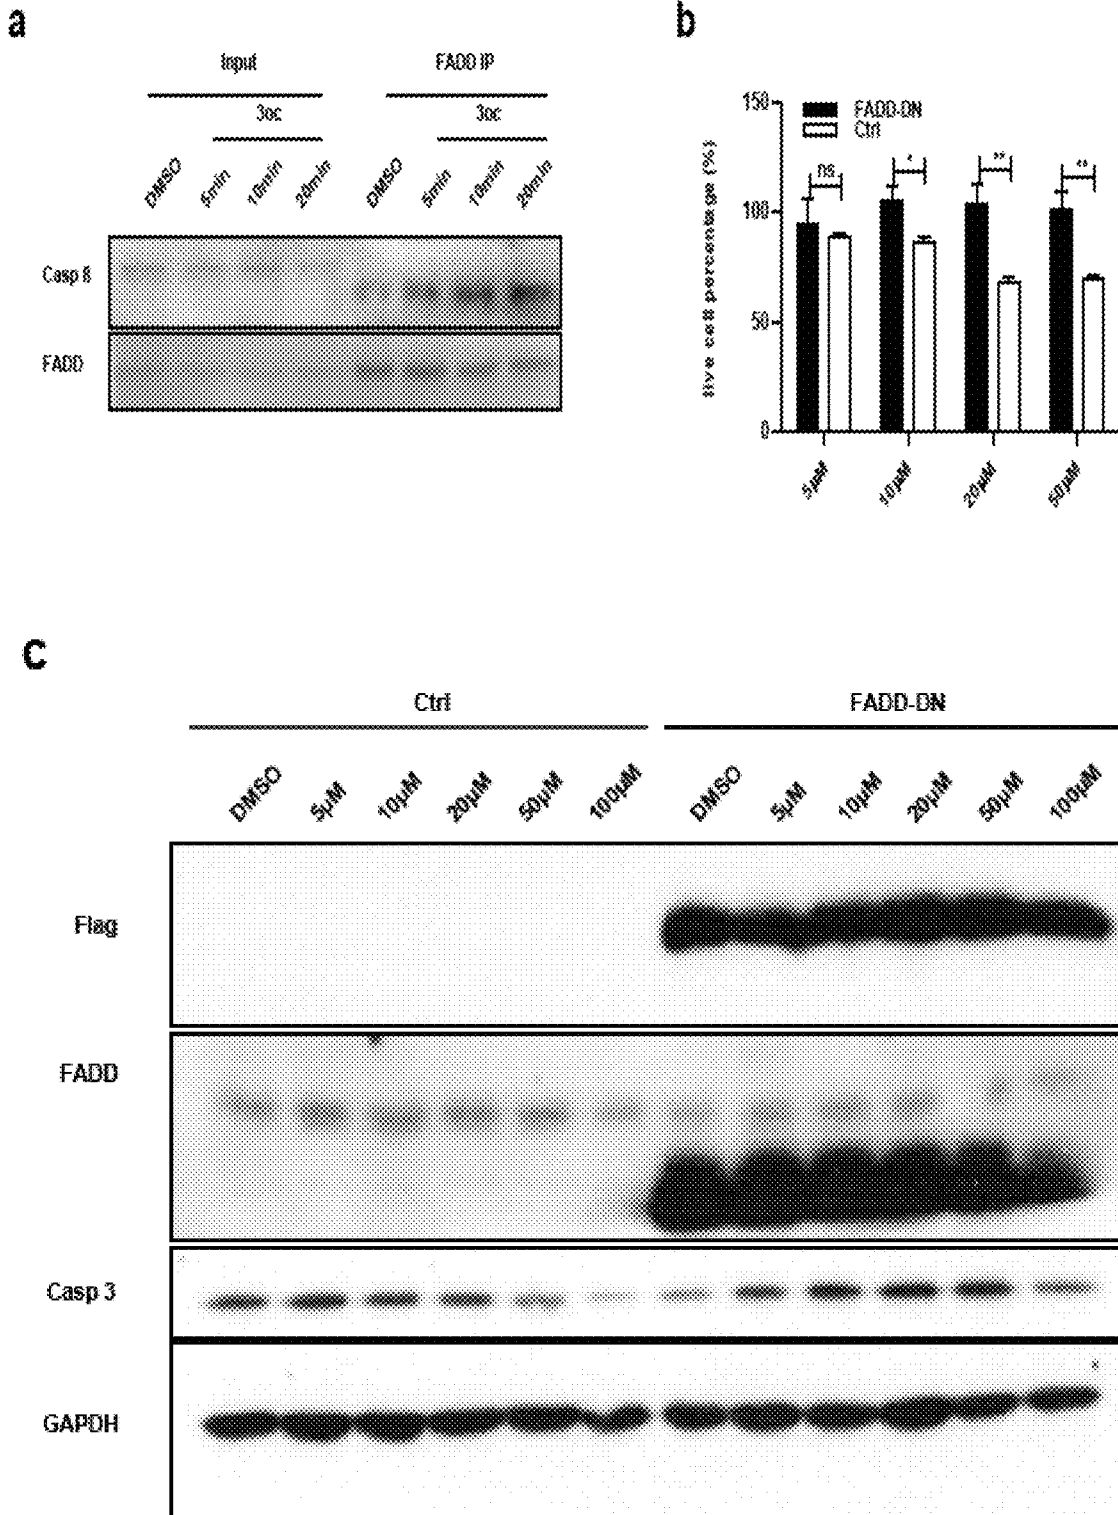 a
Input FADD IP
3oc 3oc
DMSO 5min 10min 20min DMSO 5min 10min 20min
Casp 8
FADD
b
live cell percentage (%)
150
100
50
0
FADD-DN
Ctrl
ns * ** **
5μM 10μM 20μM 50μM
c
Ctrl FADD-DN
DMSO 5μM 10μM 20μM 50μM 100μM DMSO 5μM 10μM 20μM 50μM 100μM
Flag
FADD
Casp 3
GAPDH